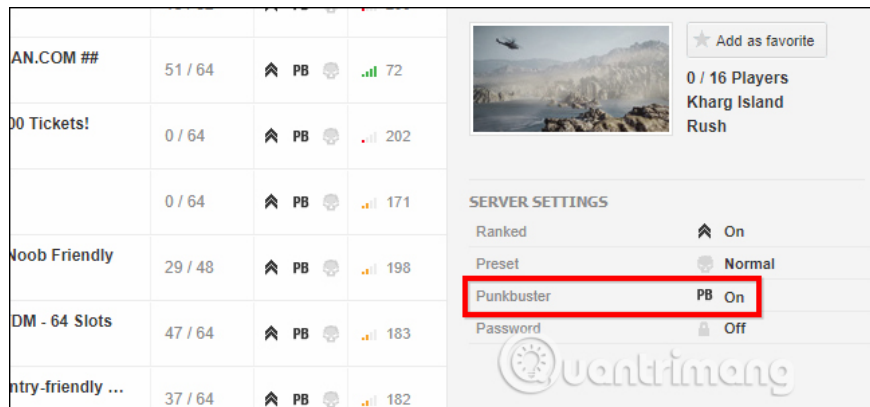 AN.COM ##
51 / 64
PB
72
00 Tickets!
0 / 64
PB
202
0 / 64
PB
171
Noob Friendly
29 / 48
PB
198
DM - 64 Slots
47 / 64
PB
183
ntry-friendly ...
37 / 64
PB
182
Add as favorite
0 / 16 Players
Kharg Island
Rush
SERVER SETTINGS
Ranked On
Preset Normal
Punkbuster PB On
Password Off
Quantrimang